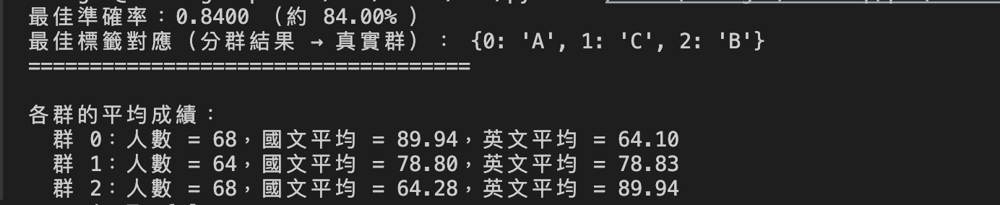 最佳準確率：0.8400 (約 84.00% )
最佳標籤對應 (分群結果 → 真實群) ： {0: 'A', 1: 'C', 2: 'B'}
====================================
各群的平均成績：
群 0：人數 = 68，國文平均 = 89.94，英文平均 = 64.10
群 1：人數 = 64，國文平均 = 78.80，英文平均 = 78.83
群 2：人數 = 68，國文平均 = 64.28，英文平均 = 89.94